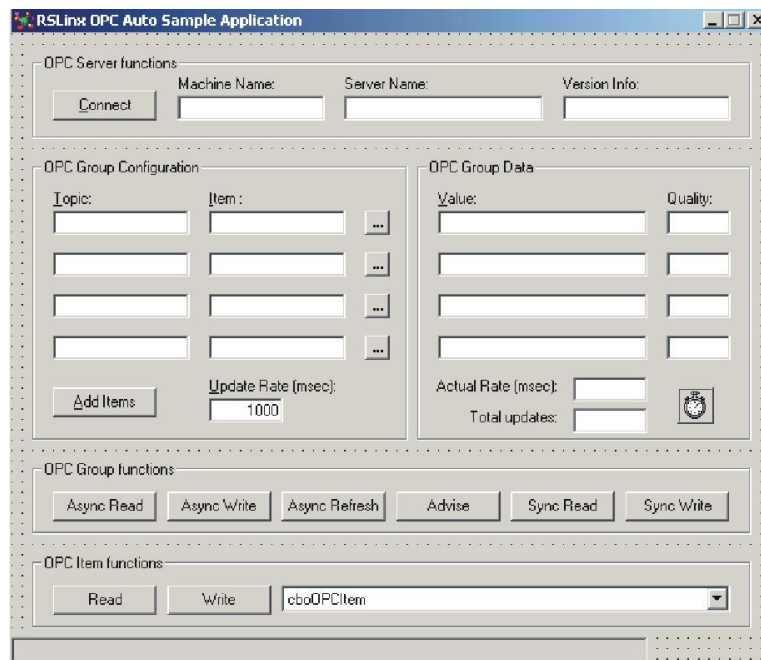 RSLinx OPC Auto Sample Application
OPC Server functions
Connect
Machine Name:
Server Name:
Version Info:
OPC Group Configuration
Topic:
Item :
...
...
...
...
Add Items
Update Rate (msec):
1000
OPC Group Data
Value:
Quality:
Actual Rate (msec):
Total updates:
OPC Group functions
Async Read
Async Write
Async Refresh
Advise
Sync Read
Sync Write
OPC Item functions
Read
Write
cboOPCItem